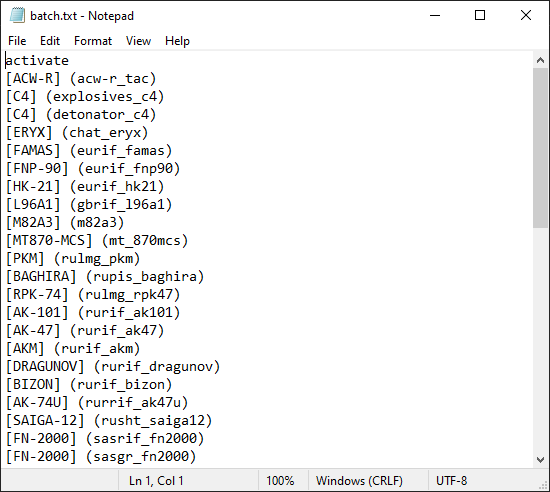 batch.txt - Notepad
File Edit Format View Help
activate
[ACW-R] (acw-r_tac)
[C4] (explosives_c4)
[C4] (detonator_c4)
[ERYX] (chat_eryx)
[FAMAS] (eurif_famas)
[FNP-90] (eurif_fnp90)
[HK-21] (eurif_hk21)
[L96A1] (gbrif_l96a1)
[M82A3] (m82a3)
[MT870-MCS] (mt_870mcs)
[PKM] (rulmg_pkm)
[BAGHIRA] (rupis_baghira)
[RPK-74] (rulmg_rpk47)
[AK-101] (rurif_ak101)
[AK-47] (rurif_ak47)
[AKM] (rurif_akm)
[DRAGUNOV] (rurif_dragunov)
[BIZON] (rurif_bizon)
[AK-74U] (rurrif_ak47u)
[SAIGA-12] (rusht_saiga12)
[FN-2000] (sasrif_fn2000)
[FN-2000] (sasgr_fn2000)
Ln 1, Col 1 100% Windows (CRLF) UTF-8